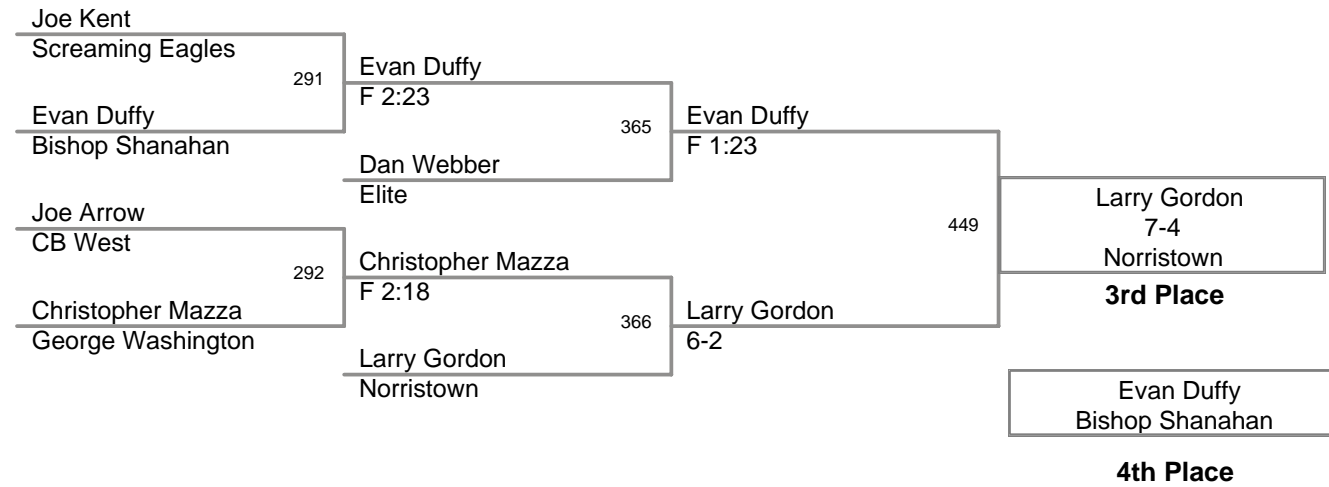 Joe Kent
Screaming Eagles
291
Evan Duffy
Bishop Shanahan
Evan Duffy
F 2:23
365
Dan Webber
Elite
Joe Arrow
CB West
292
Christopher Mazza
George Washington
Christopher Mazza
F 2:18
366
Larry Gordon
Norristown
Evan Duffy
F 1:23
449
Larry Gordon
6-2
Larry Gordon
7-4
Norristown
3rd Place
Evan Duffy
Bishop Shanahan
4th Place